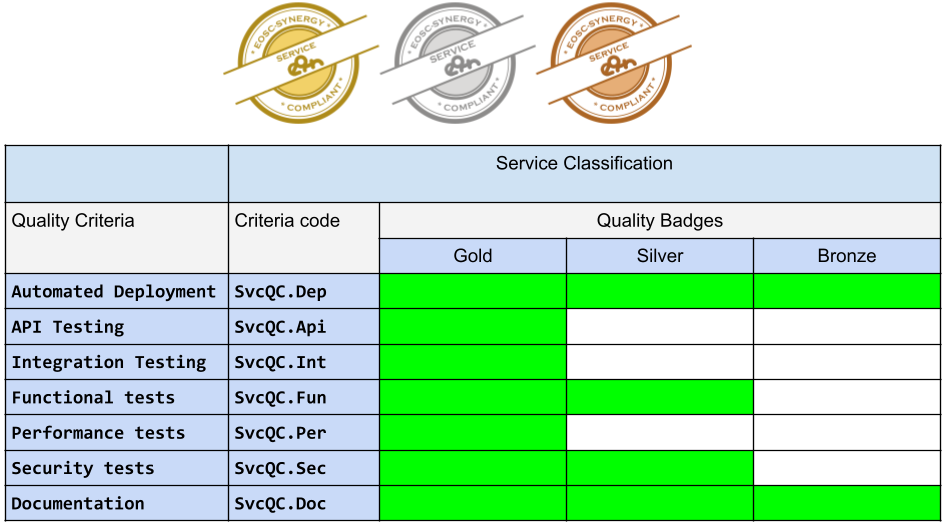 EOSC-SYNERGY
SERVICE
COMPLIANT
EOSC-SYNERGY
SERVICE
COMPLIANT
EOSC-SYNERGY
SERVICE
COMPLIANT
Service Classification
Quality Criteria Criteria code Quality Badges
Gold Silver Bronze
Automated Deployment SvcQC.Dep
API Testing SvcQC.Api
Integration Testing SvcQC.Int
Functional tests SvcQC.Fun
Performance tests SvcQC.Per
Security tests SvcQC.Sec
Documentation SvcQC.Doc